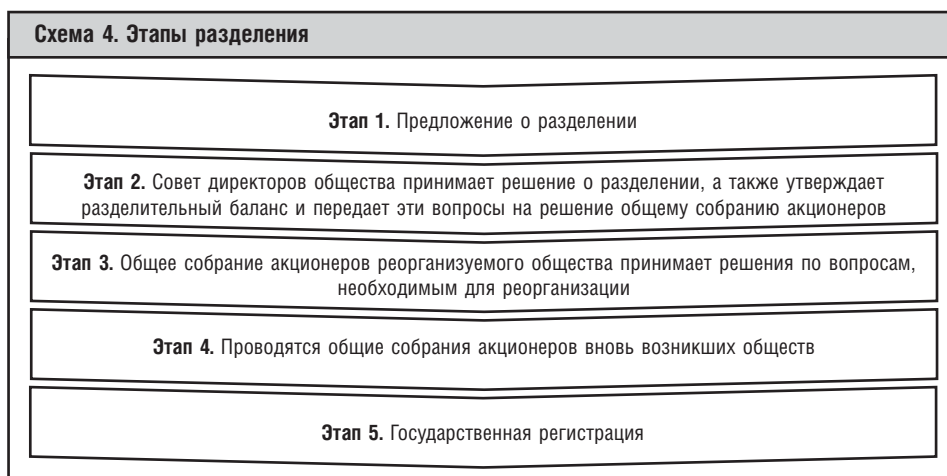 Схема 4. Этапы разделения
Этап 1. Предложение о разделении
Этап 2. Совет директоров общества принимает решение о разделении, а также утверждает
разделительный баланс и передает эти вопросы на решение общему собранию акционеров
Этап 3. Общее собрание акционеров реорганизуемого общества принимает решения по вопросам,
необходимым для реорганизации
Этап 4. Проводятся общие собрания акционеров вновь возникших обществ
Этап 5. Государственная регистрация